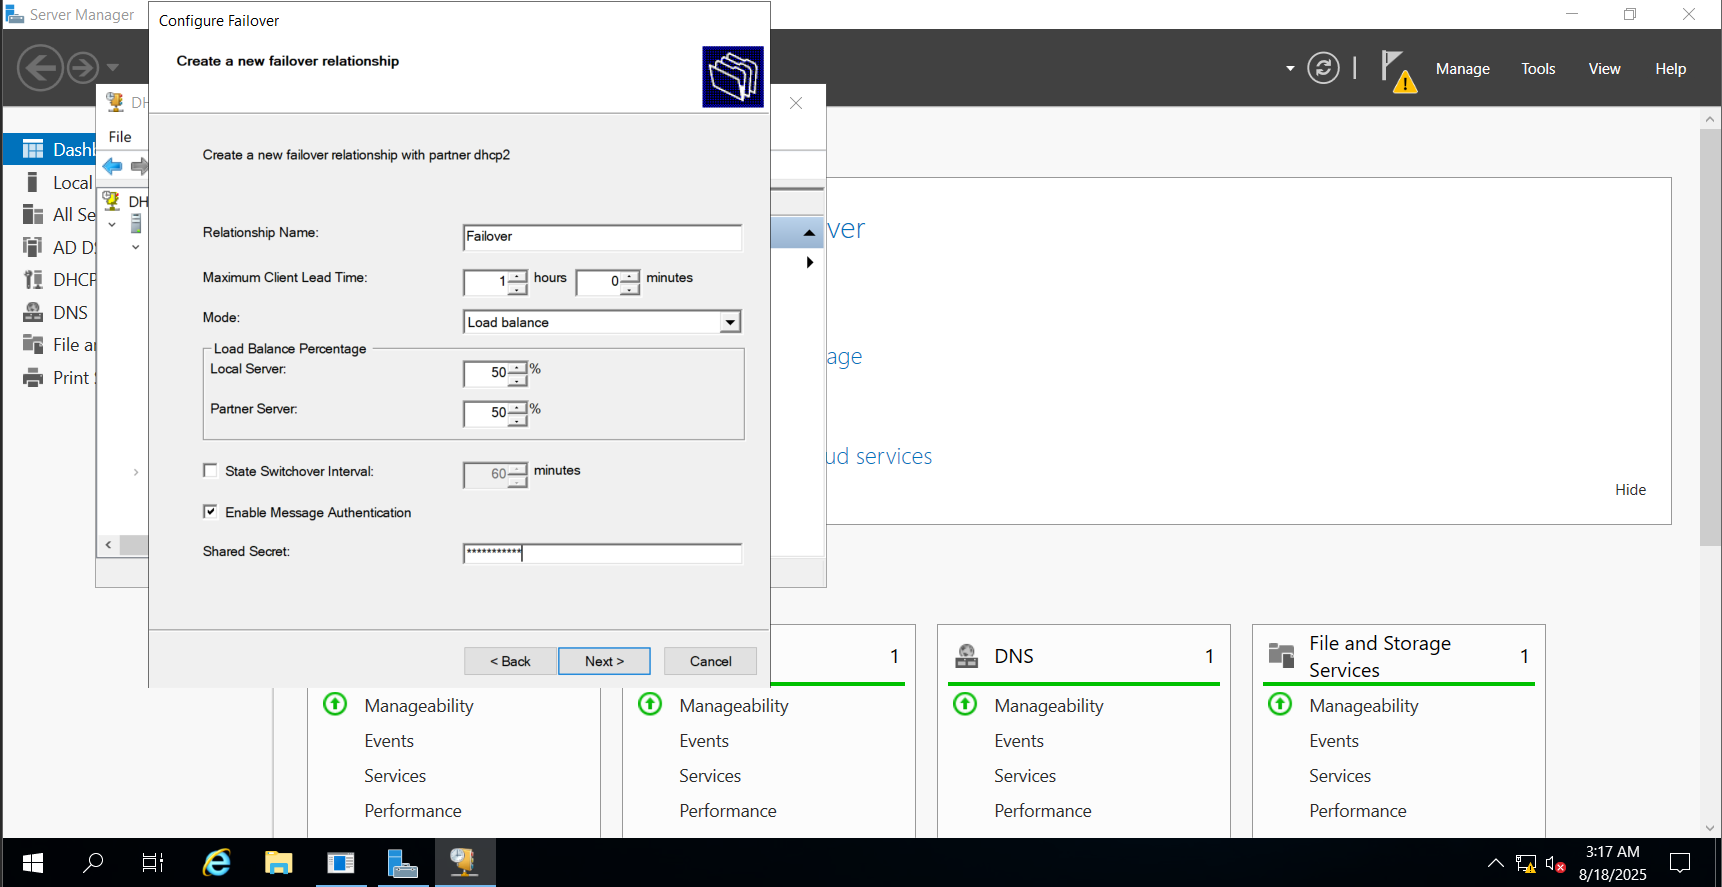 Server Manager
Configure Failover
Create a new failover relationship
Manage
Tools
View
Help
DH
File
Dashb
Local
All Se
AD D
DHCP
DNS
File a
Print
DH
Create a new failover relationship with partner dhcp2
Relationship Name:
Failover
Maximum Client Lead Time:
1
hours
0
minutes
Mode:
Load balance
Load Balance Percentage
Local Server:
50
%
Partner Server:
50
%
State Switchover Interval:
60
minutes
Enable Message Authentication
Shared Secret:
***********
< Back
Next >
Cancel
ver
age
ud services
Hide
1
DNS
1
File and Storage
Services
1
Manageability
Events
Services
Performance
Manageability
Events
Services
Performance
Manageability
Events
Services
Performance
Manageability
Events
Services
Performance
3:17 AM
8/18/2025